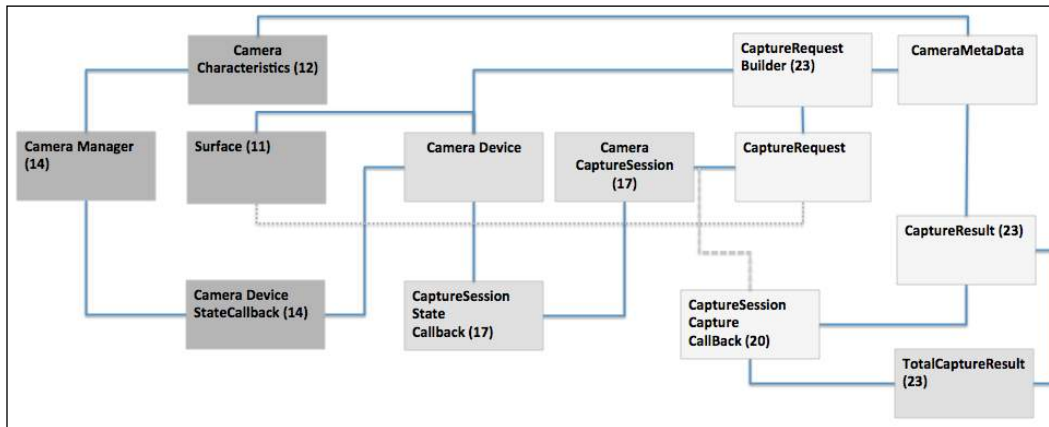 Camera
Characteristics (12)
CaptureRequest
Builder (23)
CameraMetaData
Camera Manager
(14)
Surface (11)
Camera Device
Camera
CaptureSession
(17)
CaptureRequest
CaptureResult (23)
Camera Device
StateCallback (14)
CaptureSession
State
Callback (17)
CaptureSession
Capture
CallBack (20)
TotalCaptureResult
(23)